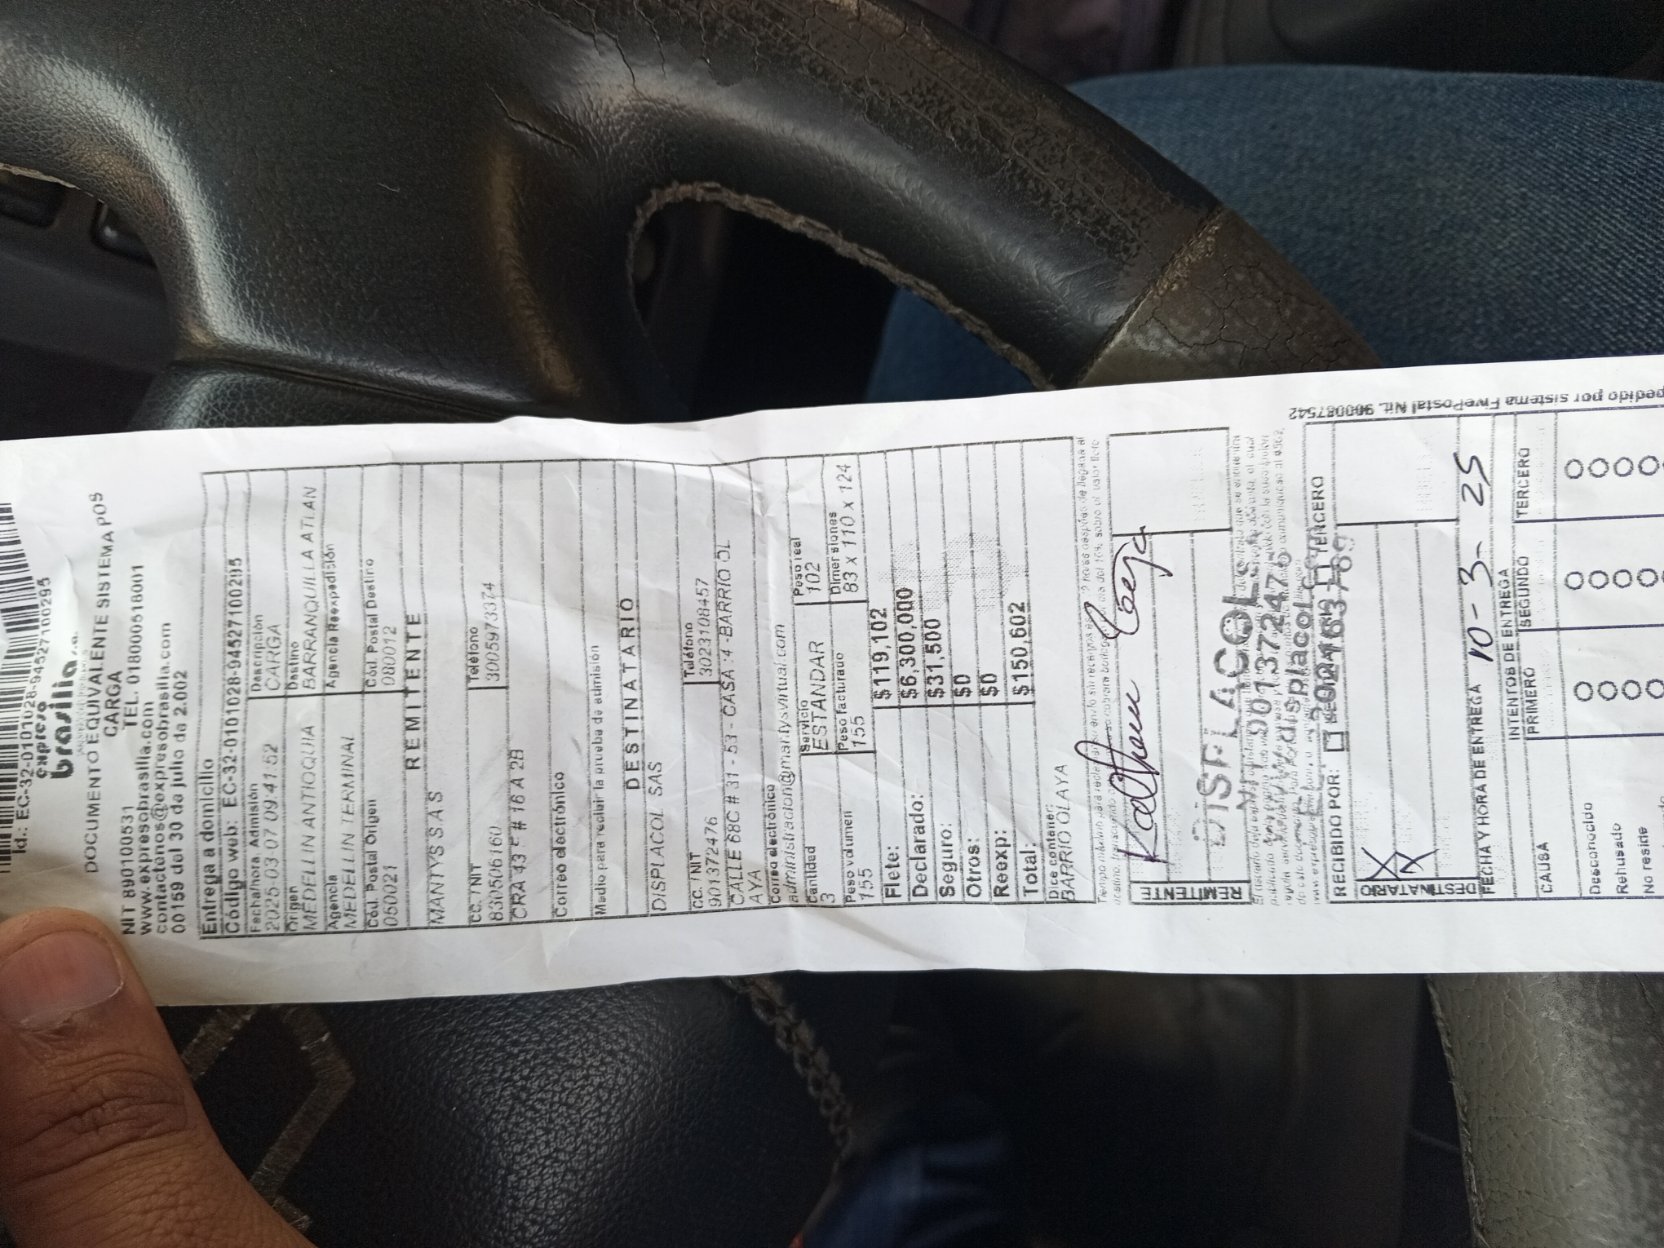 Id.: EC-32-0101028-94527100295
expreso
brasilia s.a.
DOCUMENTO EQUIVALENTE SISTEMA POS
CARGA
NIT 890100531 TEL. 018000518001
www.expresobrasilia.com
contactenos@expresobrasilia.com
00159 del 30 de julio de 2.002
Entrega a domicilio
Código web: EC-32-0101028-94527100295
Fecha/hora Admisión Descripción
2025-03-07 09:41:52 CARGA
Origen Destino
MEDELLIN ANTIOQUIA BARRANQUILLA ATLAN
Agencia Agencia Reexpedición
MEDELLIN TERMINAL
Cód. Postal Origen Cód. Postal Destino
050021 080012
REMITENTE
MANTYS S.A.S
CC. / NIT Teléfono
830506160 3005973374
CRA 43 F # 16 A 2B
Correo electrónico
Medio para recibir la prueba de admisión
DESTINATARIO
DISPLACOL SAS
CC. / NIT Teléfono
901372476 3023108457
CALLE 68C # 31 - 53 - CASA :4 -BARRIO OL
AYA
Correo electrónico
administracion@mantysvirtual.com
Cantidad Servicio Peso real
3 ESTANDAR 102
Peso volumen Peso facturado Dimensiones
155 155 83 x 110 x 124
Flete: $119,102
Declarado: $6,300,000
Seguro: $31,500
Otros: $0
Reexp: $0
Total: $150,602
Dice contener:
BARRIO OLAYA
REMITENTE
DISPLACOL
901372476
RECIBIDO POR: TERCERO
DESTINATARIO
FECHA Y HORA DE ENTREGA 10-3-25
INTENTOS DE ENTREGA
CAUSA PRIMERO SEGUNDO TERCERO
Desconocido
Rehusado
No reside
pedido por sistema FivePostal Nit. 900087542